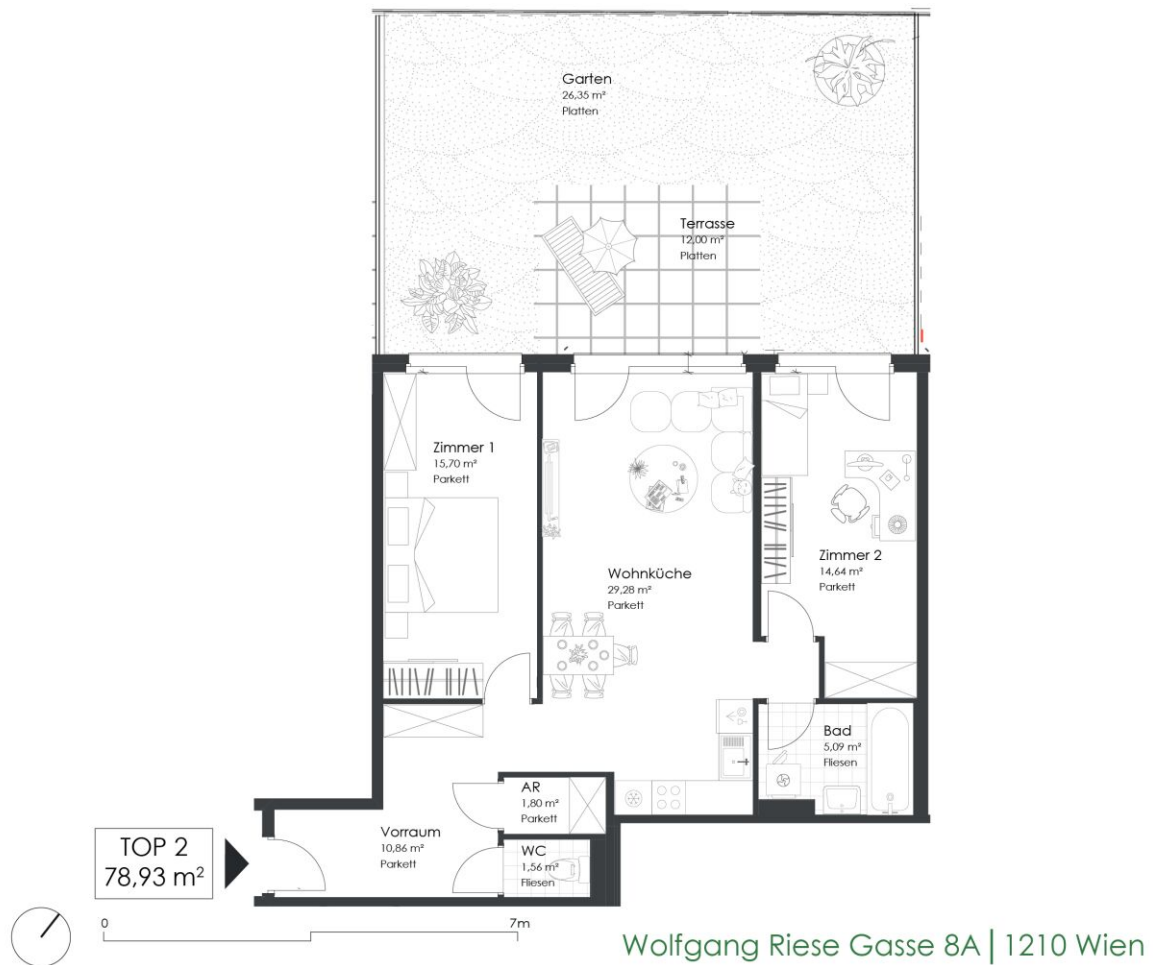 Garten
26,35 m²
Platten
Terrasse
12,00 m²
Platten
Zimmer 1
15,70 m²
Parkett
Wohnküche
29,28 m²
Parkett
Zimmer 2
14,64 m²
Parkett
Bad
5,09 m²
Fliesen
AR
1,80 m²
Parkett
Vorraum
10,86 m²
Parkett
WC
1,56 m²
Fliesen
TOP 2
78,93 m²
0 7m
Wolfgang Riese Gasse 8A | 1210 Wien